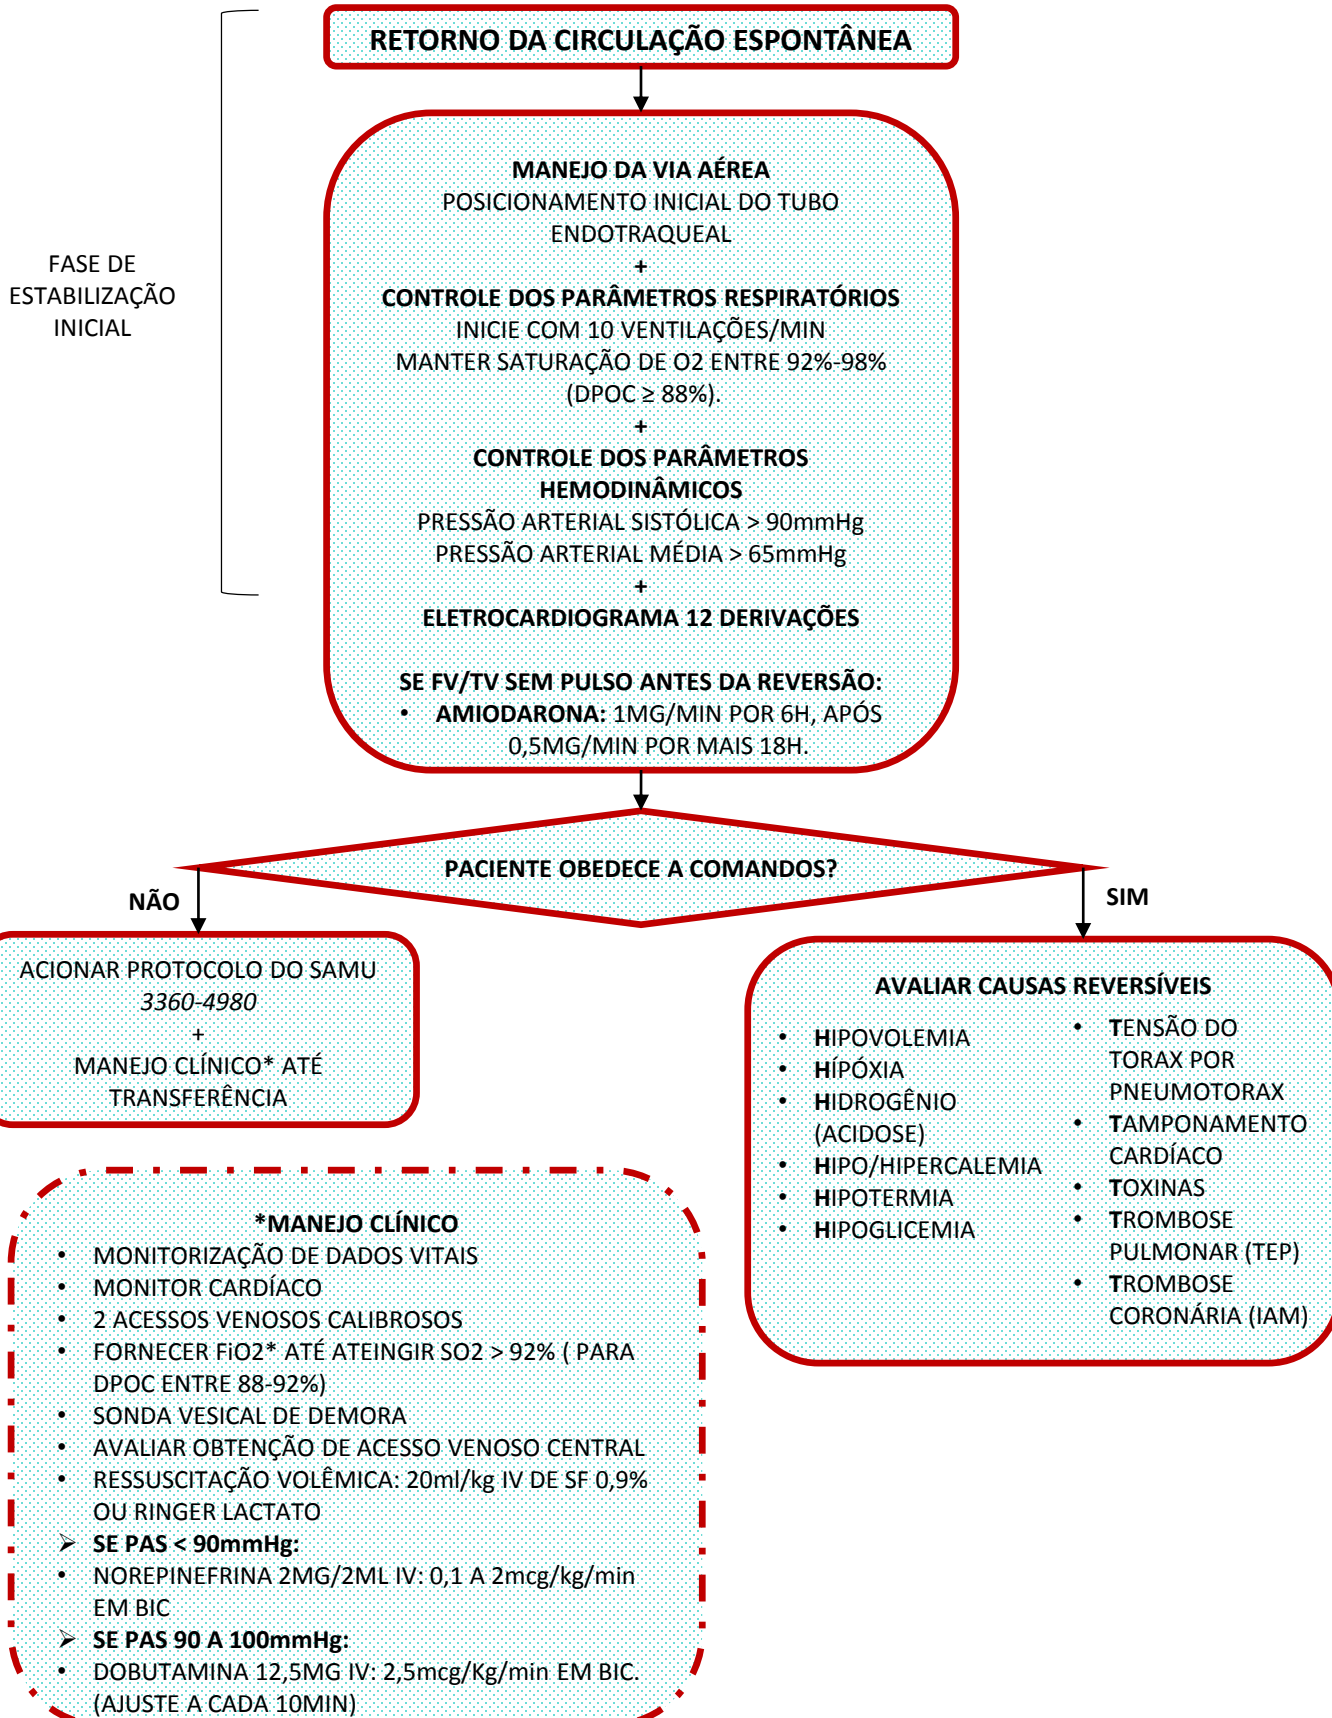 RETORNO DA CIRCULAÇÃO ESPONTÂNEA
FASE DE
ESTABILIZAÇÃO
INICIAL
MANEJO DA VIA AÉREA
POSICIONAMENTO INICIAL DO TUBO
ENDOTRAQUEAL
+
CONTROLE DOS PARÂMETROS RESPIRATÓRIOS
INICIE COM 10 VENTILAÇÕES/MIN
MANTER SATURAÇÃO DE O2 ENTRE 92%-98%
(DPOC ≥ 88%).
+
CONTROLE DOS PARÂMETROS
HEMODINÂMICOS
PRESSÃO ARTERIAL SISTÓLICA > 90mmHg
PRESSÃO ARTERIAL MÉDIA > 65mmHg
+
ELETROCARDIOGRAMA 12 DERIVAÇÕES
SE FV/TV SEM PULSO ANTES DA REVERSÃO:
• AMIODARONA: 1MG/MIN POR 6H, APÓS
0,5MG/MIN POR MAIS 18H.
PACIENTE OBEDECE A COMANDOS?
NÃO
SIM
ACIONAR PROTOCOLO DO SAMU
3360-4980
+
MANEJO CLÍNICO* ATÉ
TRANSFERÊNCIA
AVALIAR CAUSAS REVERSÍVEIS
• HIPOVOLEMIA
• HÍPÓXIA
• HIDROGÊNIO
(ACIDOSE)
• HIPO/HIPERCALEMIA
• HIPOTERMIA
• HIPOGLICEMIA
• TENSÃO DO
TORAX POR
PNEUMOTORAX
• TAMPONAMENTO
CARDÍACO
• TOXINAS
• TROMBOSE
PULMONAR (TEP)
• TROMBOSE
CORONÁRIA (IAM)
*MANEJO CLÍNICO
• MONITORIZAÇÃO DE DADOS VITAIS
• MONITOR CARDÍACO
• 2 ACESSOS VENOSOS CALIBROSOS
• FORNECER FiO2* ATÉ ATEINGIR SO2 > 92% ( PARA
DPOC ENTRE 88-92%)
• SONDA VESICAL DE DEMORA
• AVALIAR OBTENÇÃO DE ACESSO VENOSO CENTRAL
• RESSUSCITAÇÃO VOLÊMICA: 20ml/kg IV DE SF 0,9%
OU RINGER LACTATO
➢ SE PAS < 90mmHg:
• NOREPINEFRINA 2MG/2ML IV: 0,1 A 2mcg/kg/min
EM BIC
➢ SE PAS 90 A 100mmHg:
• DOBUTAMINA 12,5MG IV: 2,5mcg/Kg/min EM BIC.
(AJUSTE A CADA 10MIN)